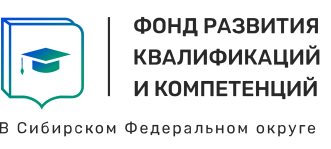 ФОНД РАЗВИТИЯ
КВАЛИФИКАЦИЙ
И КОМПЕТЕНЦИЙ
В Сибирском Федеральном округе